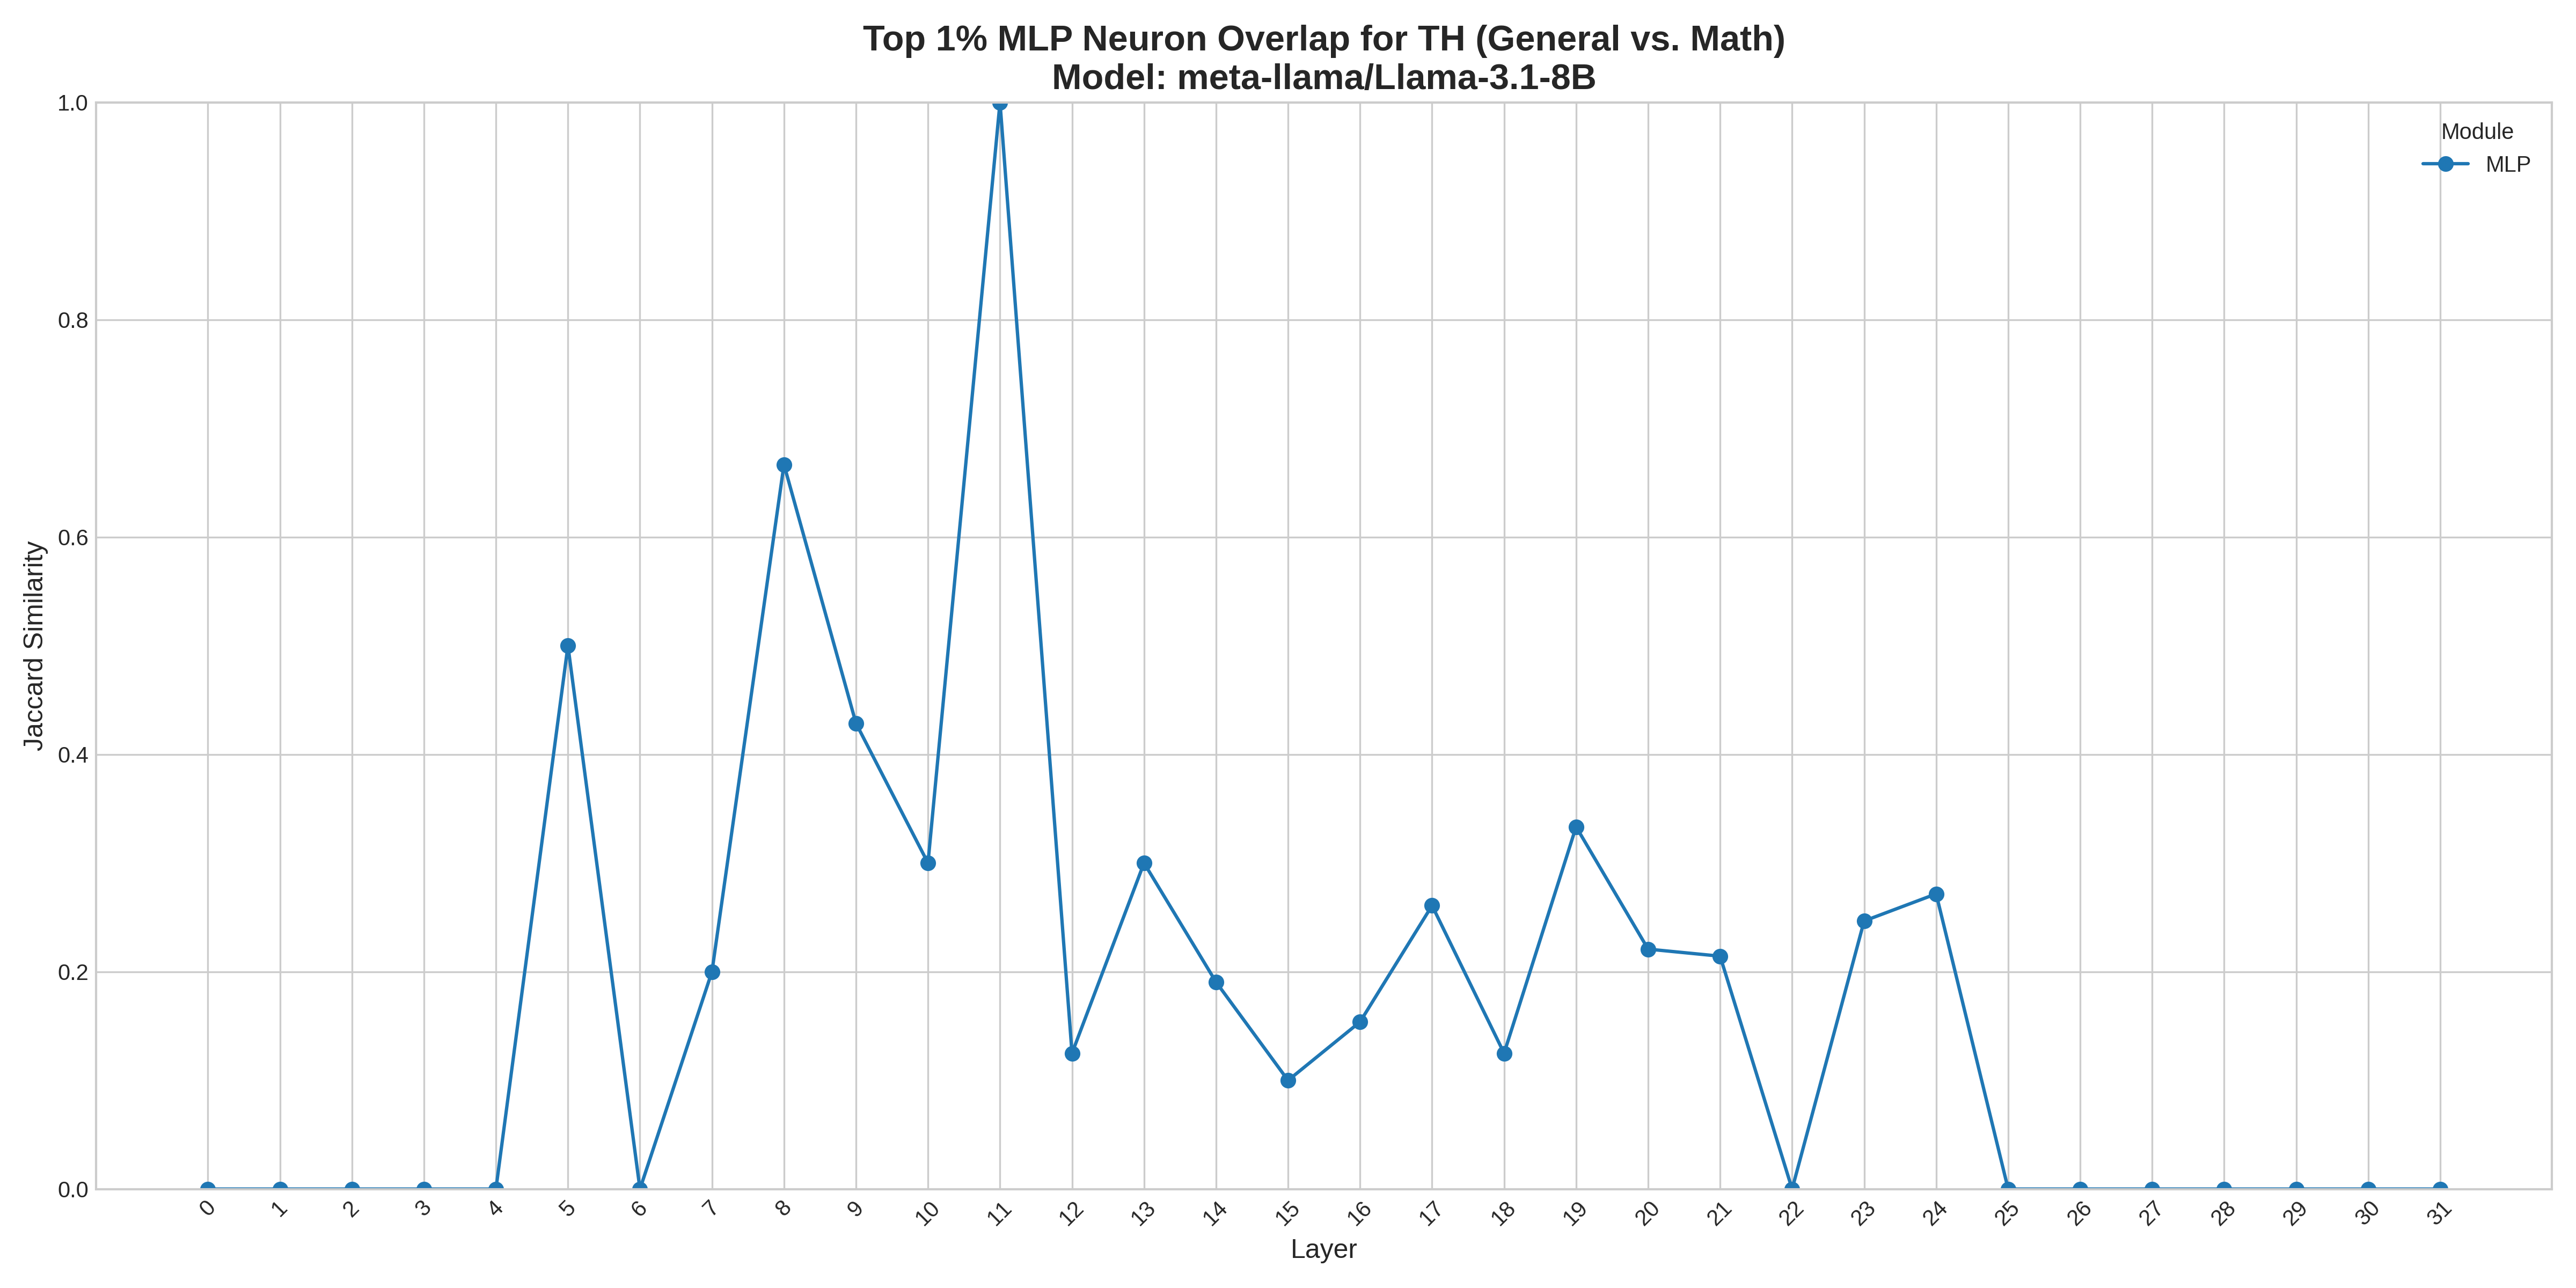 Top 1% MLP Neuron Overlap for TH (General vs. Math)
Model: meta-llama/Llama-3.1-8B
Module
MLP
Jaccard Similarity
1.0
0.8
0.6
0.4
0.2
0.0
0 1 2 3 4 5 6 7 8 9 10 11 12 13 14 15 16 17 18 19 20 21 22 23 24 25 26 27 28 29 30 31
Layer